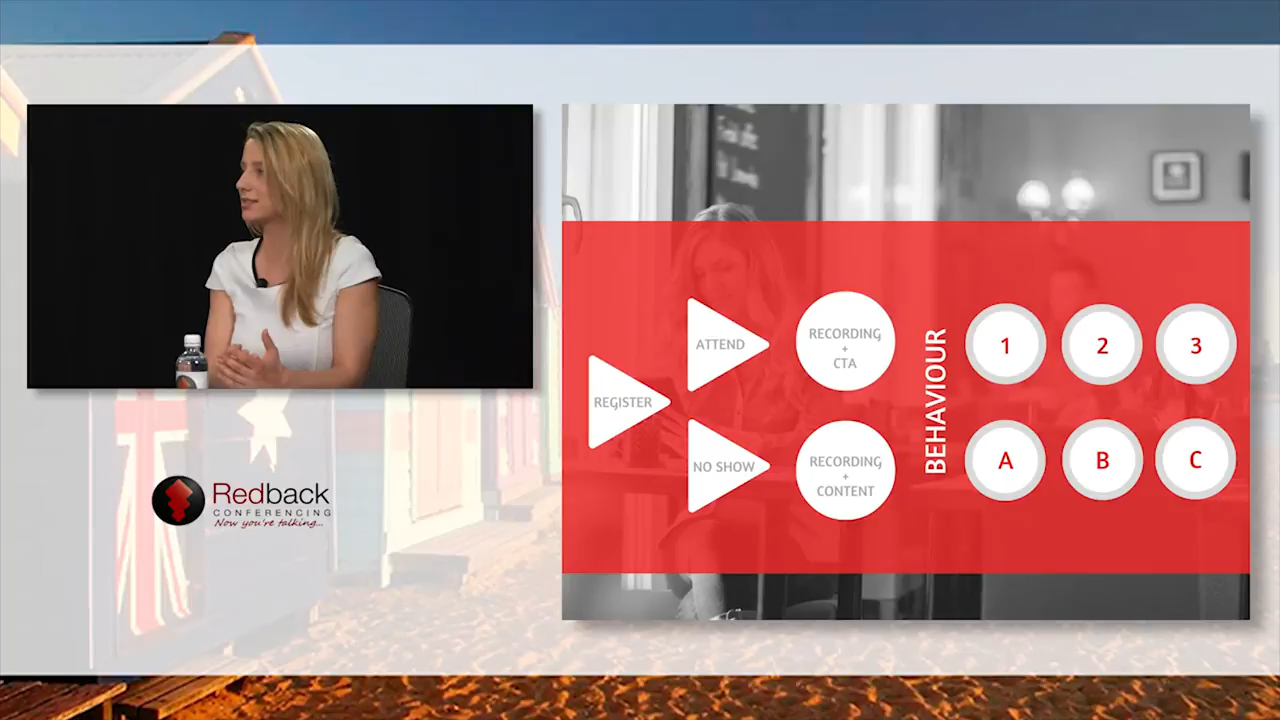 Redback
CONFERENCING
Now you're talking...
REGISTER
ATTEND
NO SHOW
RECORDING
+
CTA
RECORDING
+
CONTENT
BEHAVIOUR
1 2 3
A B C